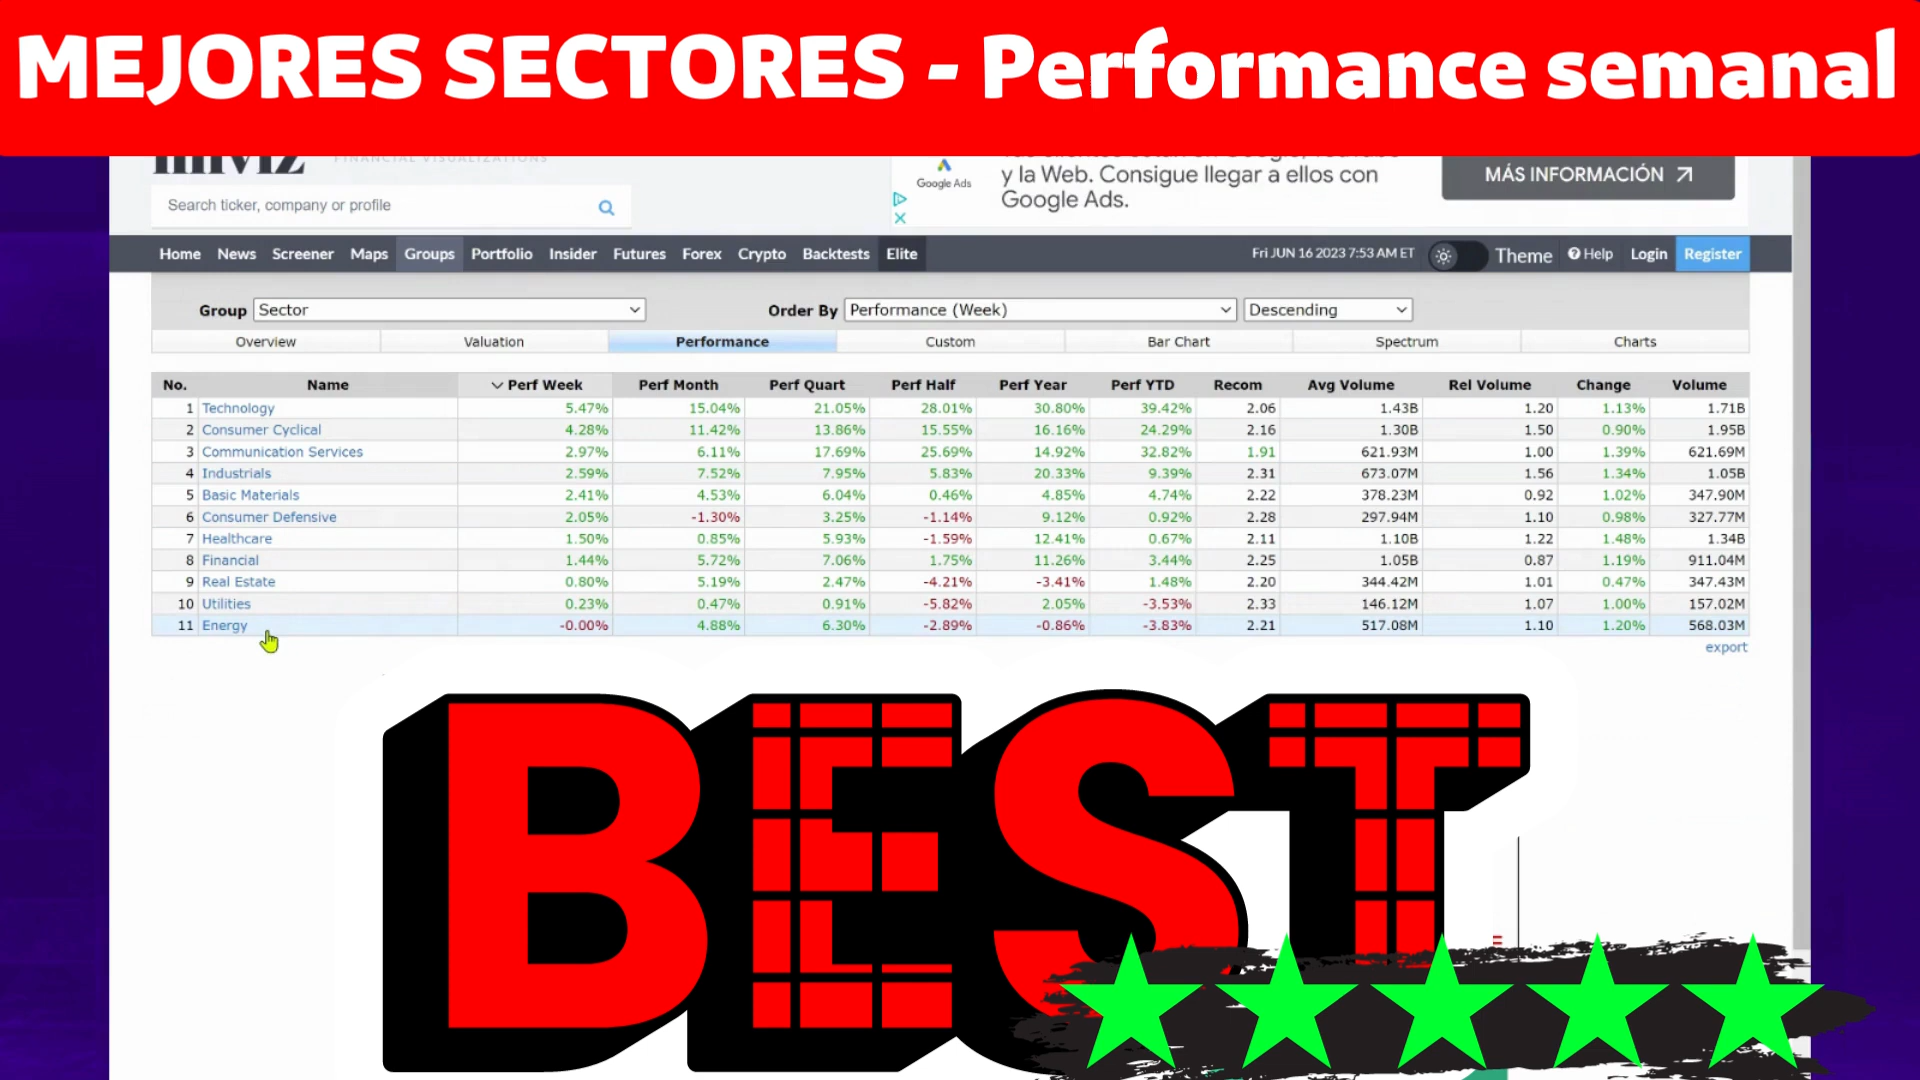 MEJORES SECTORES - Performance semanal
FINANCIAL VISUALIZATIONS
Google Ads
y la Web. Consigue llegar a ellos con
Google Ads.
MÁS INFORMACIÓN
Search ticker, company or profile
Home News Screener Maps Groups Portfolio Insider Futures Forex Crypto Backtests Elite Fri JUN 16 2023 7:53 AM ET Theme Help Login Register
Group Sector Order By Performance (Week) Descending
Overview Valuation Performance Custom Bar Chart Spectrum Charts
No. Name Perf Week Perf Month Perf Quart Perf Half Perf Year Perf YTD Recom Avg Volume Rel Volume Change Volume
1 Technology 5.47% 15.04% 21.05% 28.01% 30.80% 39.42% 2.06 1.43B 1.20 1.13% 1.71B
2 Consumer Cyclical 4.28% 11.42% 13.86% 15.55% 16.16% 24.29% 2.16 1.30B 1.50 0.90% 1.95B
3 Communication Services 2.97% 6.11% 17.69% 25.69% 14.92% 32.82% 1.91 621.93M 1.00 1.39% 621.69M
4 Industrials 2.59% 7.52% 7.95% 5.83% 20.33% 9.39% 2.31 673.07M 1.56 1.34% 1.05B
5 Basic Materials 2.41% 4.53% 6.04% 0.46% 4.85% 4.74% 2.22 378.23M 0.92 1.02% 347.90M
6 Consumer Defensive 2.05% -1.30% 3.25% -1.14% 9.12% 0.92% 2.28 297.94M 1.10 0.98% 327.77M
7 Healthcare 1.50% 0.85% 5.93% -1.59% 12.41% 0.67% 2.11 1.10B 1.22 1.48% 1.34B
8 Financial 1.44% 5.72% 7.06% 1.75% 11.26% 3.44% 2.25 1.05B 0.87 1.19% 911.04M
9 Real Estate 0.80% 5.19% 2.47% -4.21% -3.41% 1.48% 2.20 344.42M 1.01 0.47% 347.43M
10 Utilities 0.23% 0.47% 0.91% -5.82% 2.05% -3.53% 2.33 146.12M 1.07 1.00% 157.02M
11 Energy -0.00% 4.88% 6.30% -2.89% -0.86% -3.83% 2.21 517.08M 1.10 1.20% 568.03M
export
BEST